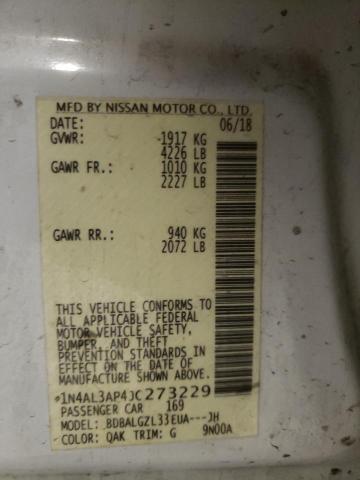 MFD BY NISSAN MOTOR CO., LTD.
DATE: 06/18
GVWR: 1917 KG
4226 LB
GAWR FR.: 1010 KG
2227 LB
GAWR RR.: 940 KG
2072 LB
THIS VEHICLE CONFORMS TO
ALL APPLICABLE FEDERAL
MOTOR VEHICLE SAFETY,
BUMPER, AND THEFT
PREVENTION STANDARDS IN
EFFECT ON THE DATE OF
MANUFACTURE SHOWN ABOVE.
*1N4AL3AP4JC273229
PASSENGER CAR 169
MODEL: BDBALGZL33EUA---JH
COLOR: QAK TRIM: G 9N00A